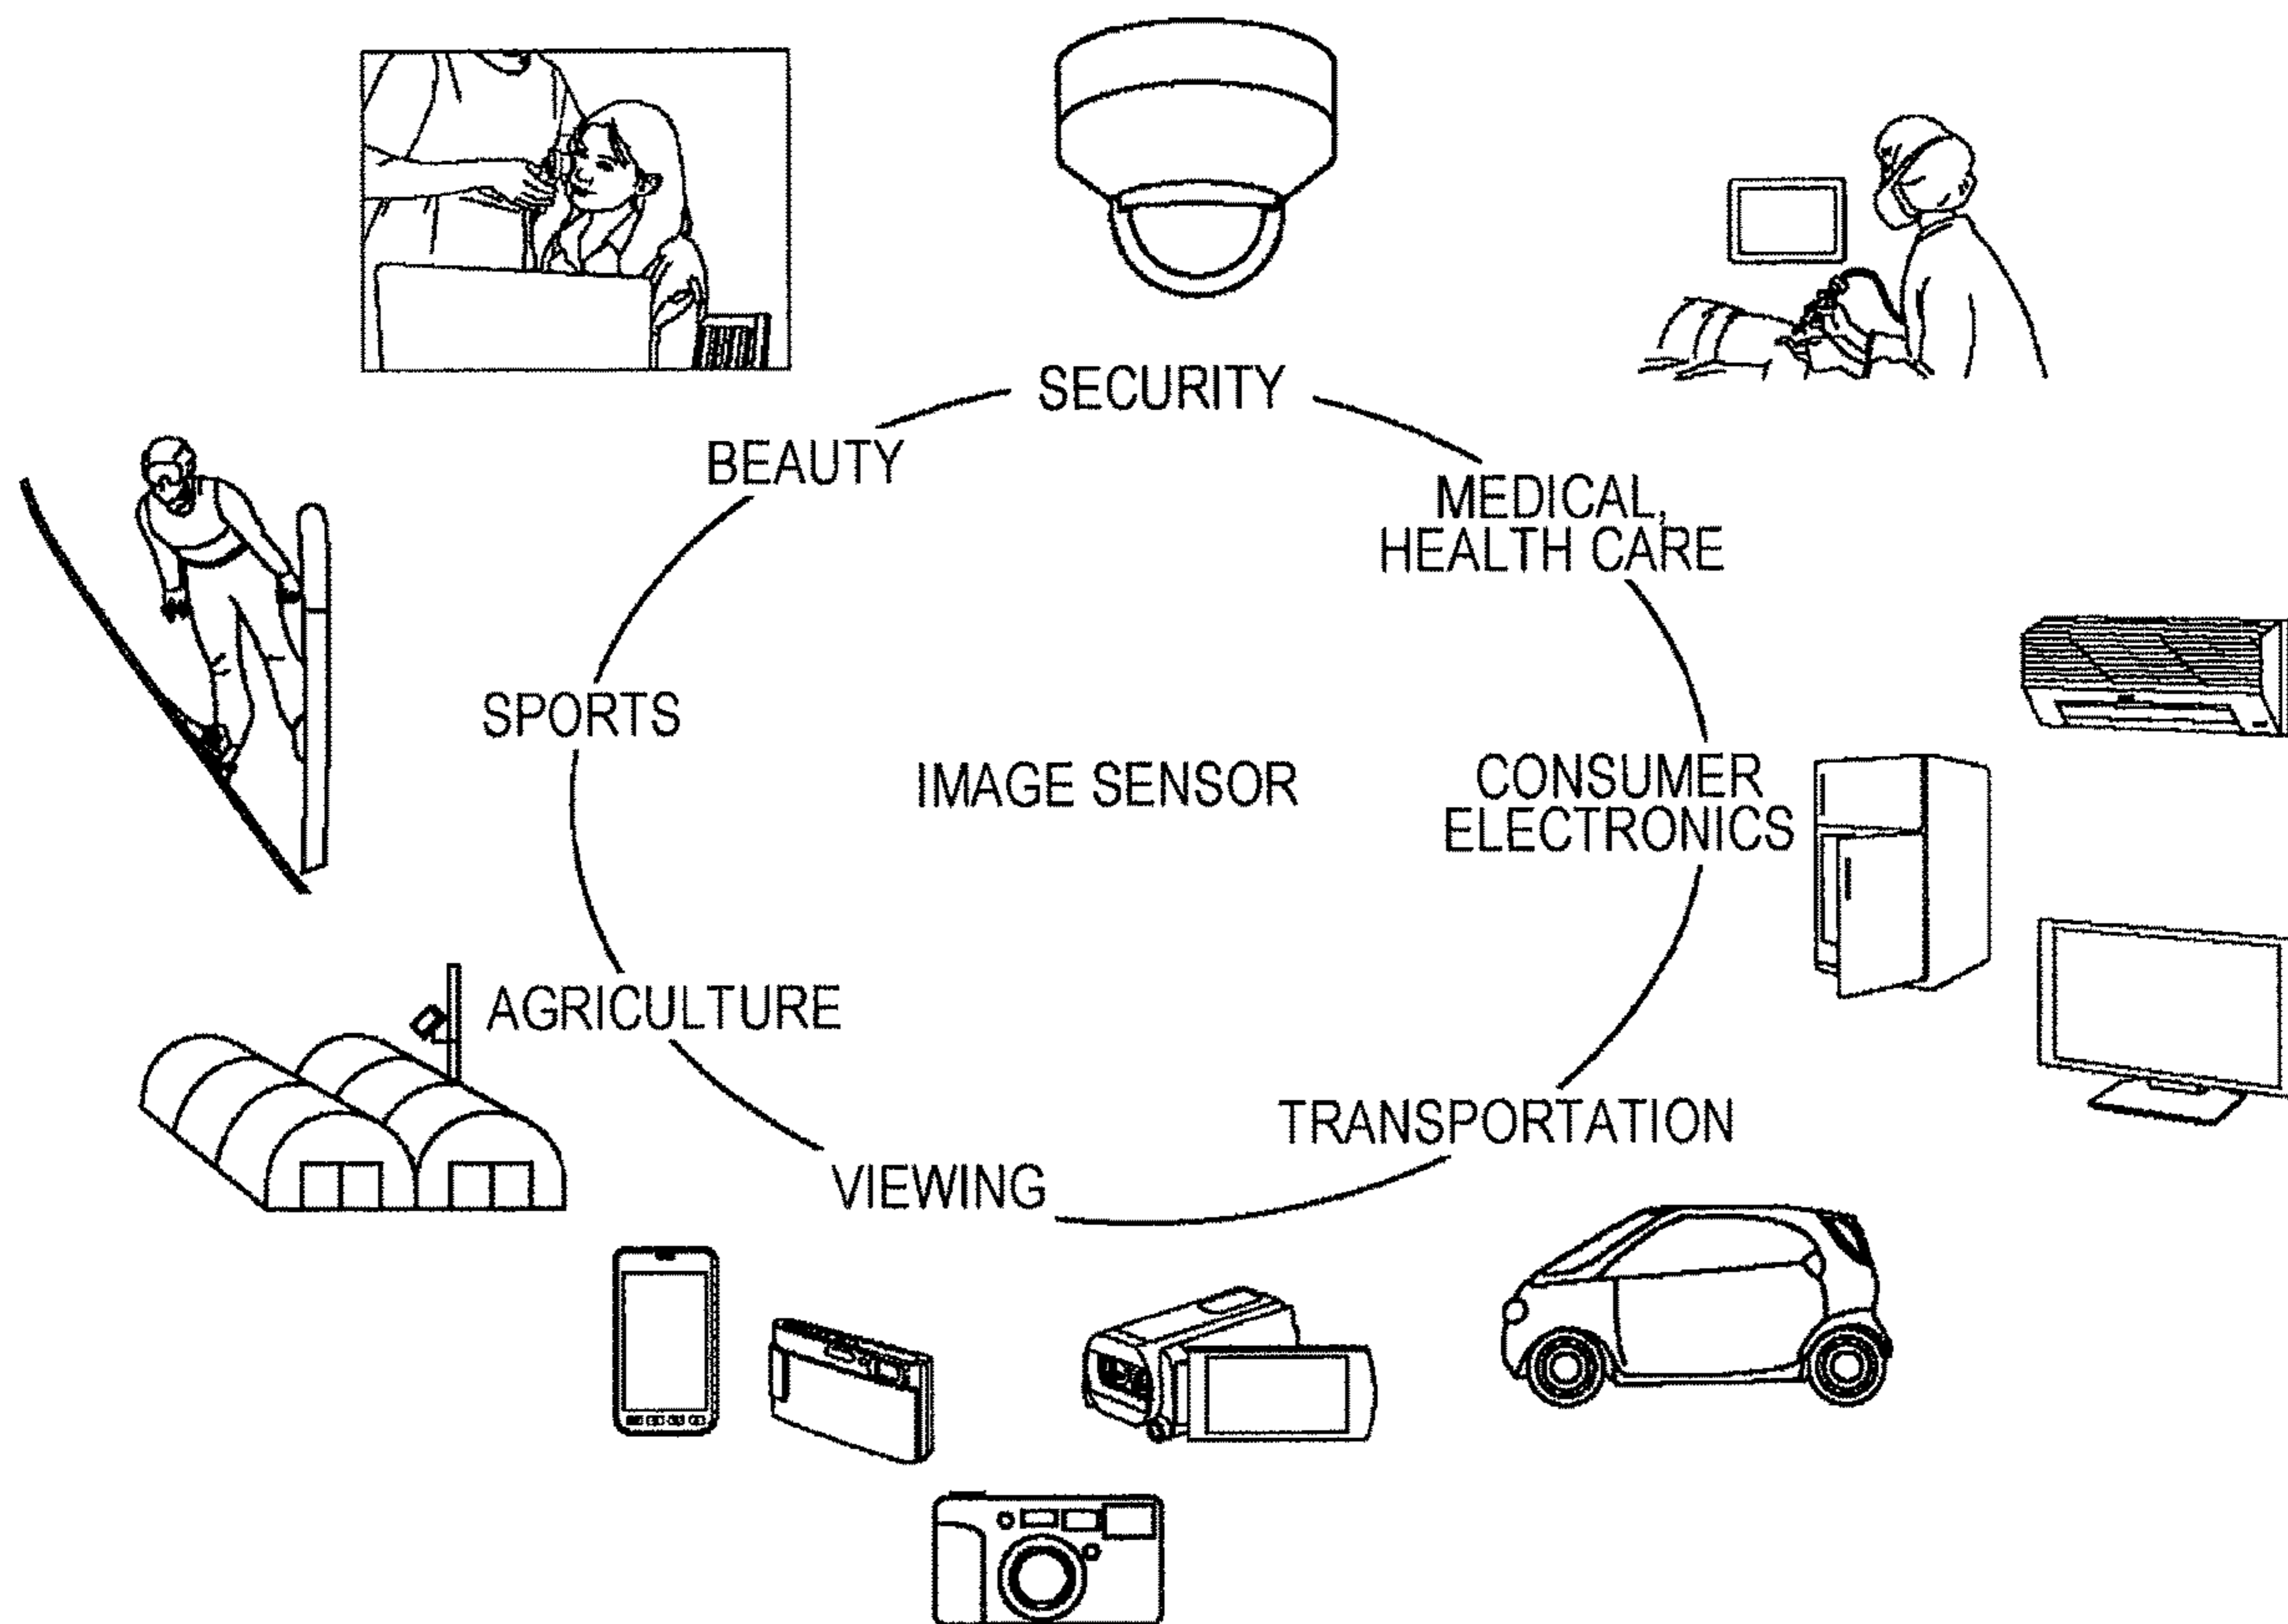 SECURITY
BEAUTY
MEDICAL,
HEALTH CARE
SPORTS
IMAGE SENSOR
CONSUMER
ELECTRONICS
AGRICULTURE
TRANSPORTATION
VIEWING